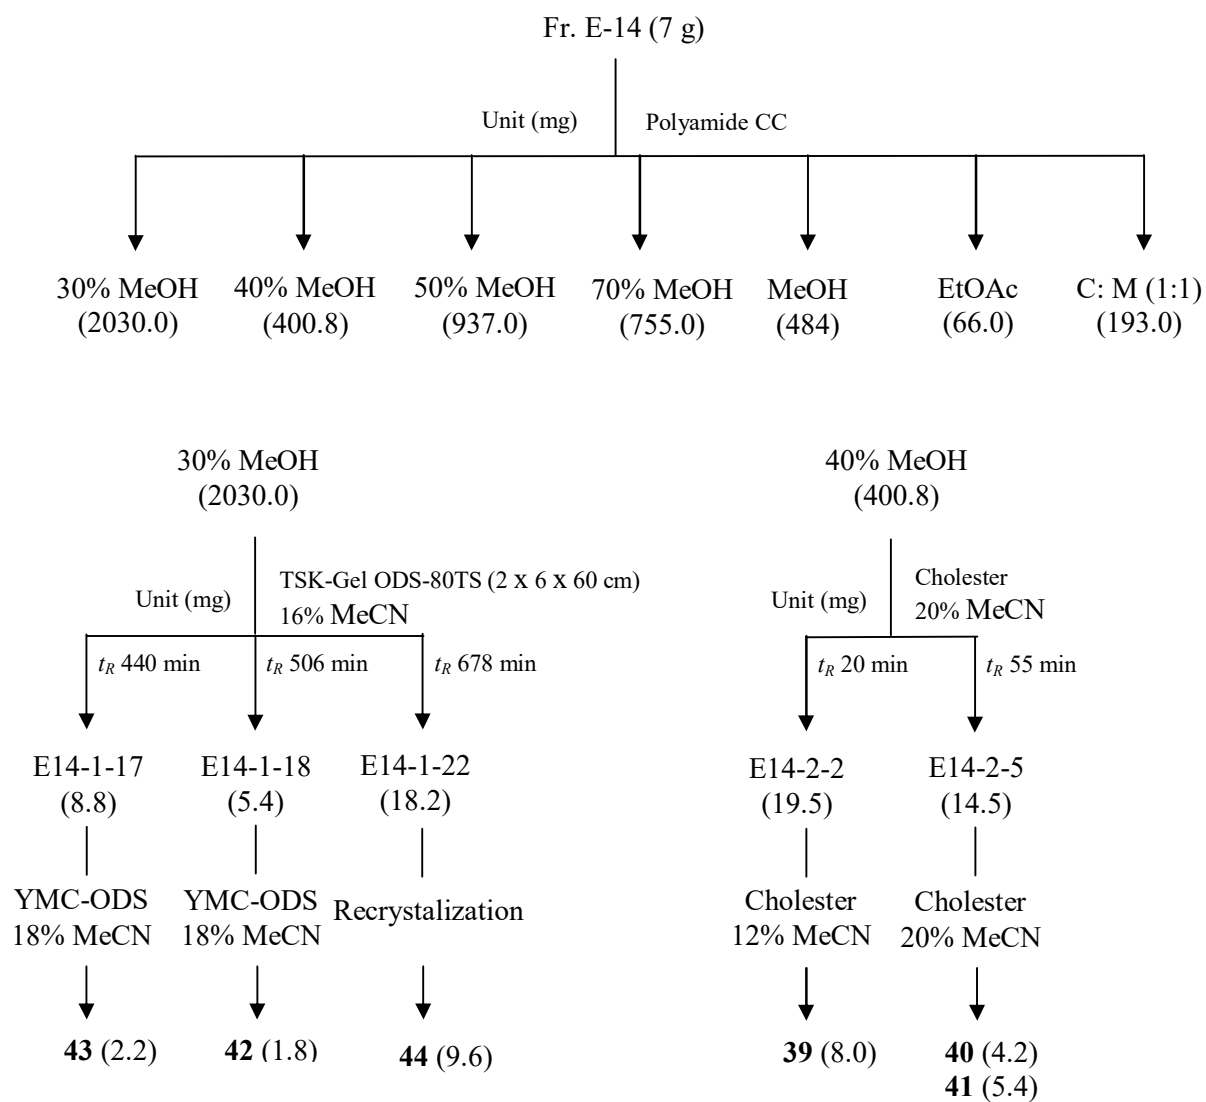 Fr. E-14 (7 g)
Unit (mg) Polyamide CC
30% MeOH 40% MeOH 50% MeOH 70% MeOH MeOH EtOAc C: M (1:1)
(2030.0) (400.8) (937.0) (755.0) (484) (66.0) (193.0)
30% MeOH 40% MeOH
(2030.0) (400.8)
TSK-Gel ODS-80TS (2 x 6 x 60 cm) Cholester
Unit (mg) 16% MeCN Unit (mg) 20% MeCN
tR 440 min tR 506 min tR 678 min tR 20 min tR 55 min
E14-1-17 E14-1-18 E14-1-22 E14-2-2 E14-2-5
(8.8) (5.4) (18.2) (19.5) (14.5)
YMC-ODS YMC-ODS Recrystalization Cholester Cholester
18% MeCN 18% MeCN 12% MeCN 20% MeCN
43 (2.2) 42 (1.8) 44 (9.6) 39 (8.0) 40 (4.2)
41 (5.4)